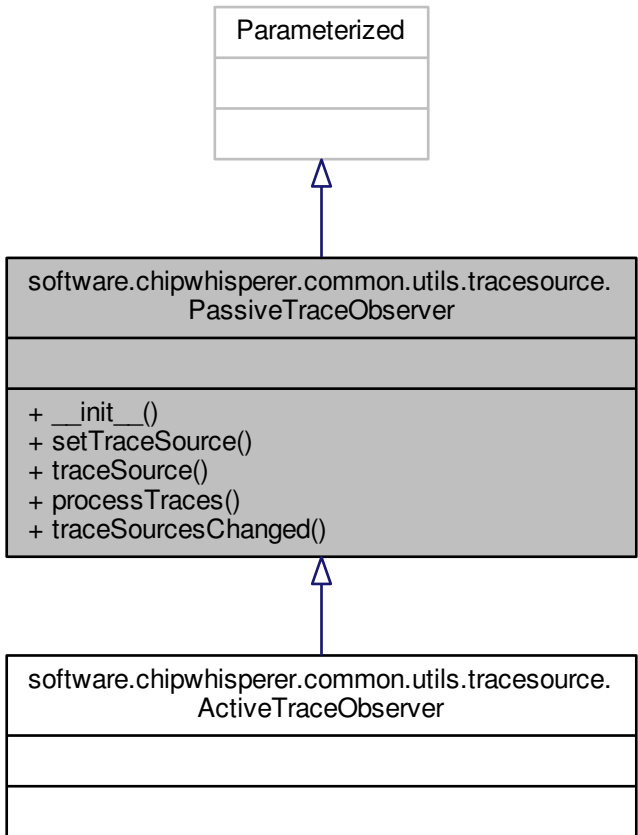 Parameterized
software.chipwhisperer.common.utils.tracesource.
PassiveTraceObserver
+ __init__()
+ setTraceSource()
+ traceSource()
+ processTraces()
+ traceSourcesChanged()
software.chipwhisperer.common.utils.tracesource.
ActiveTraceObserver